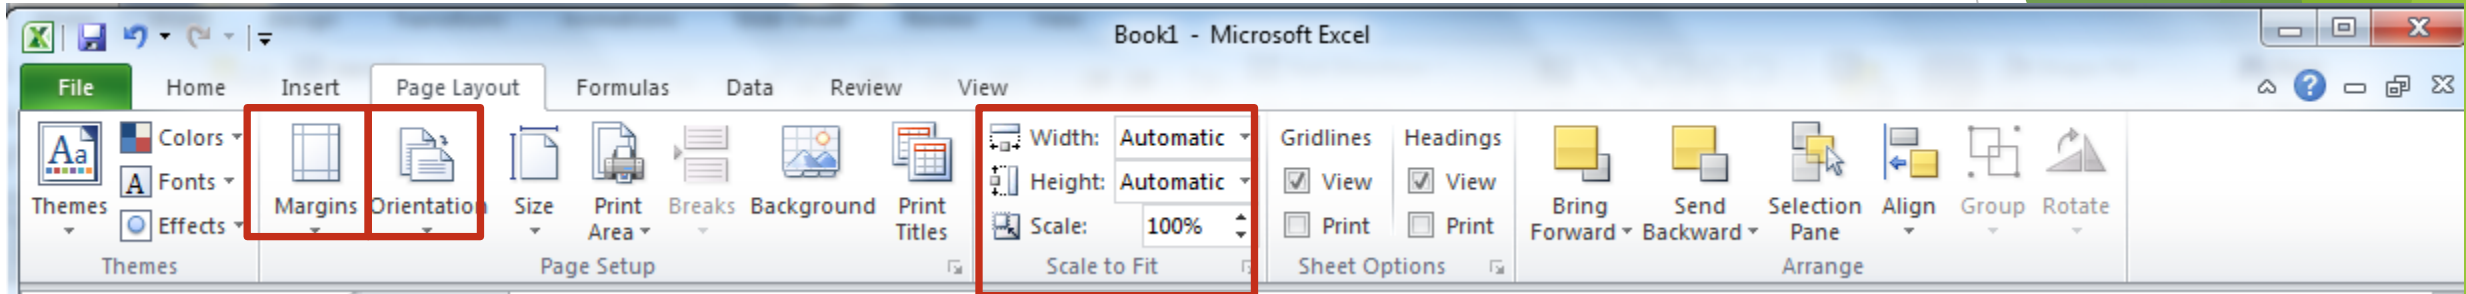 Book1 - Microsoft Excel
File Home Insert Page Layout Formulas Data Review View
Themes
Aa
Colors
A Fonts
Effects
Themes
Margins
Orientation
Size
Print Area
Breaks
Background
Print Titles
Page Setup
Width: Automatic
Height: Automatic
Scale: 100%
Scale to Fit
Gridlines
View
Print
Headings
View
Print
Sheet Options
Bring Forward
Send Backward
Selection Pane
Align
Group
Rotate
Arrange